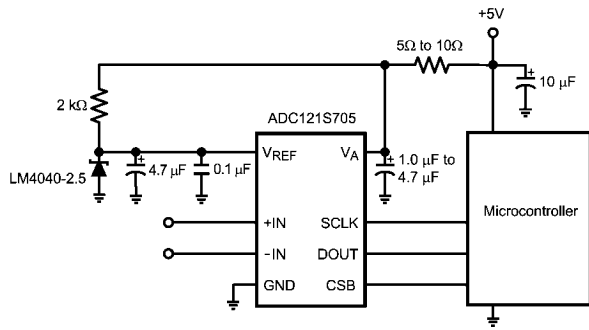 +5V
5Ω to 10Ω
10 µF
2 kΩ
ADC121S705
LM4040-2.5
4.7 µF
0.1 µF
VREF
VA
1.0 µF to
4.7 µF
+IN
SCLK
Microcontroller
-IN
DOUT
GND
CSB